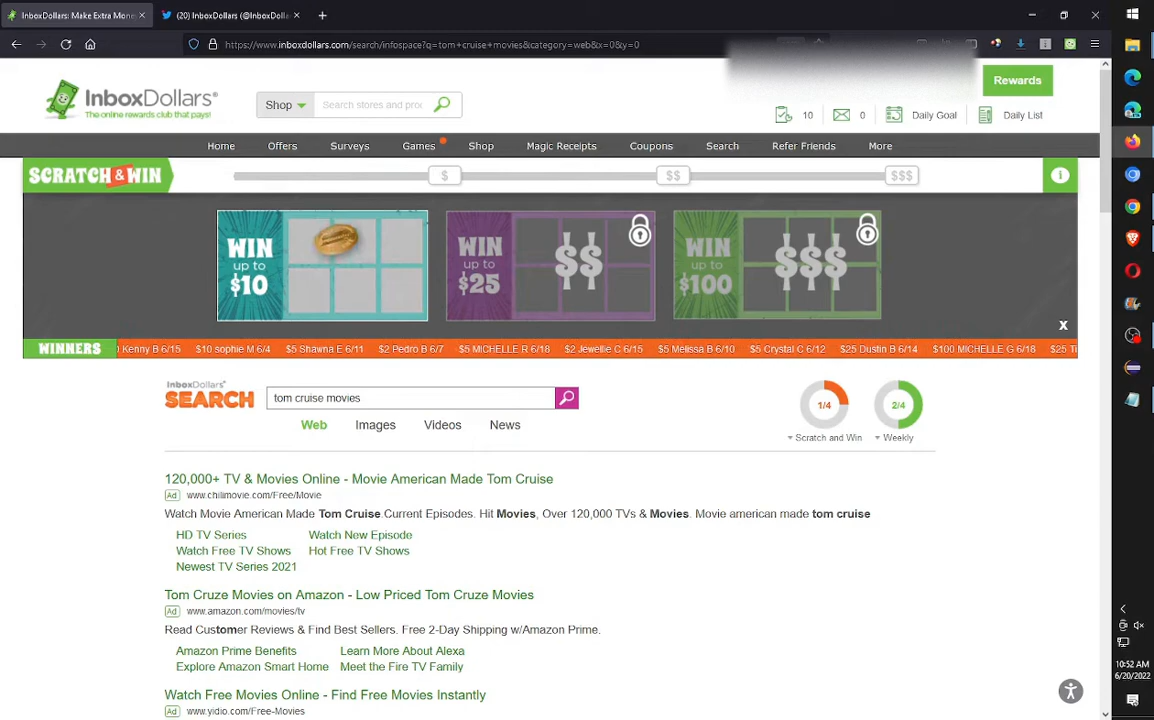 InboxDollars: Make Extra Mone
(20) InboxDollars (@InboxDoll
https://www.inboxdollars.com/search/infospace?q=tom+cruise+movies&category=web&x=0&y=0
Rewards
InboxDollars®
The online rewards club that pays!
Shop
Search stores and pro
10
0
Daily Goal
Daily List
Home
Offers
Surveys
Games
Shop
Magic Receipts
Coupons
Search
Refer Friends
More
SCRATCH & WIN
$
$$
$$$
i
WIN
up to
$10
WIN
up to
$25
$$
WIN
up to
$100
$$$
X
WINNERS
Kenny B 6/15 $10 sophie M 6/4 $5 Shawna E 6/11 $2 Pedro B 6/7 $5 MICHELLE R 6/18 $2 Jewellie C 6/15 $5 Melissa B 6/10 $5 Crystal C 6/12 $25 Dustin B 6/14 $100 MICHELLE G 6/18 $25
InboxDollars®
SEARCH
tom cruise movies
1/4
2/4
Web
Images
Videos
News
Scratch and Win
Weekly
120,000+ TV & Movies Online - Movie American Made Tom Cruise
Ad www.chilimovie.com/Free/Movie
Watch Movie American Made Tom Cruise.Current Episodes. Hit Movies, Over 120,000 TVs & Movies. Movie american made tom cruise
HD TV Series Watch New Episode
Watch Free TV Shows Hot Free TV Shows
Newest TV Series 2021
Tom Cruze Movies on Amazon - Low Priced Tom Cruze Movies
Ad www.amazon.com/movies/tv
Read Customer Reviews & Find Best Sellers. Free 2-Day Shipping w/Amazon Prime.
Amazon Prime Benefits Learn More About Alexa
Explore Amazon Smart Home Meet the Fire TV Family
Watch Free Movies Online - Find Free Movies Instantly
Ad www.yidio.com/Free-Movies
10:52 AM
6/20/2022